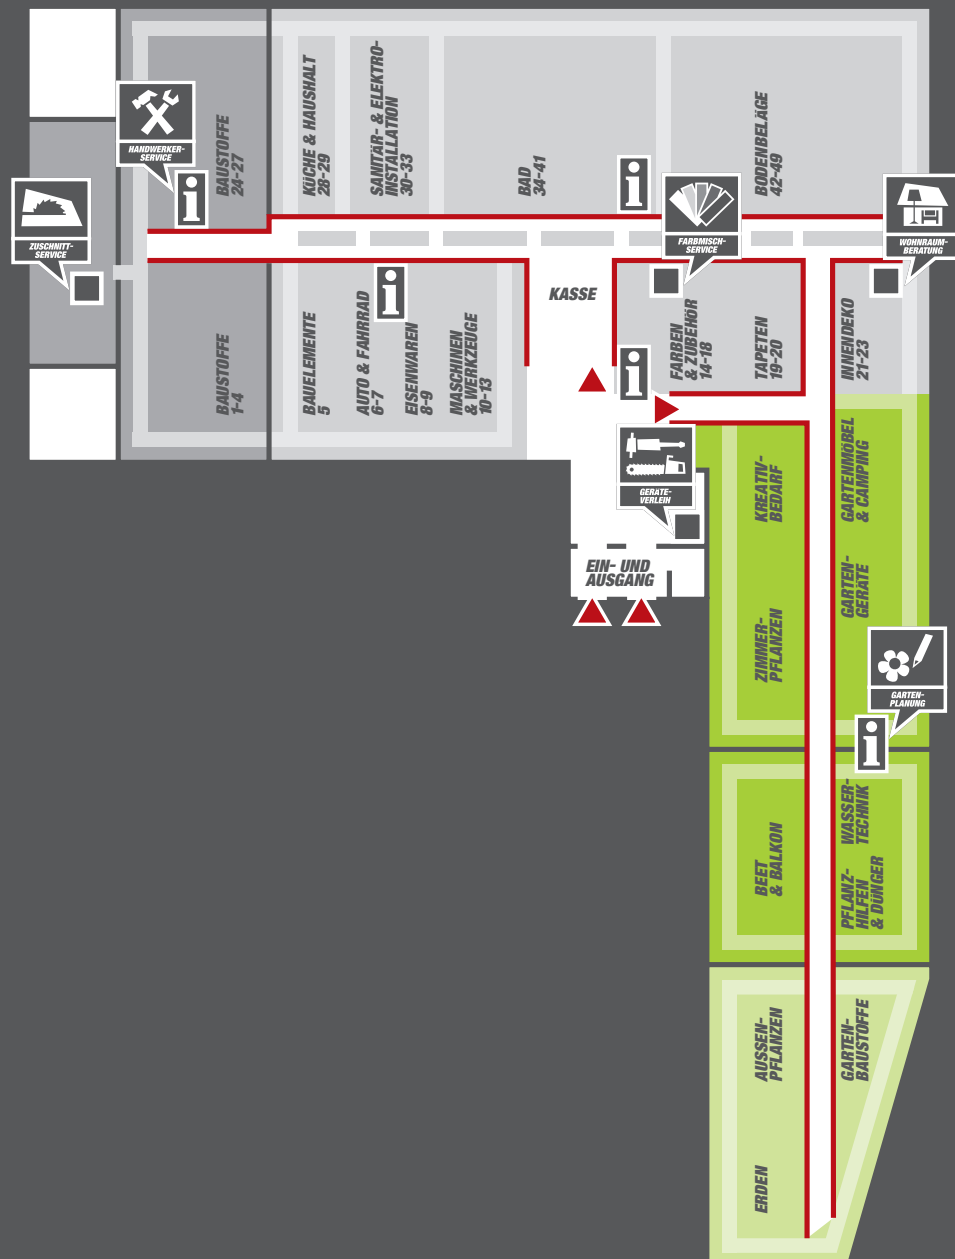 HANDWERKER-
SERVICE
ZUSCHNITT-
SERVICE
BAUSTOFFE
24-27
KÜCHE & HAUSHALT
28-29
SANITÄR- & ELEKTRO-
INSTALLATION
30-33
BAD
34-41
BODENBELÄGE
42-49
FARBMISCH-
SERVICE
WOHNRAUM-
BERATUNG
BAUSTOFFE
1-4
BAUELEMENTE
5
AUTO & FAHRRAD
6-7
EISENWAREN
8-9
MASCHINEN
& WERKZEUGE
10-13
KASSE
FARBEN
& ZUBEHÖR
14-18
TAPETEN
19-20
INNENDEKO
21-23
GERÄTE-
VERLEIH
EIN- UND
AUSGANG
KREATIV-
BEDARF
GARTENMÖBEL
& CAMPING
ZIMMER-
PFLANZEN
GARTEN-
GERÄTE
GARTEN-
PLANUNG
BEET
& BALKON
WASSER-
TECHNIK
PFLANZ-
HILFEN
& DÜNGER
AUSSEN-
PFLANZEN
GARTEN-
BAUSTOFFE
ERDEN